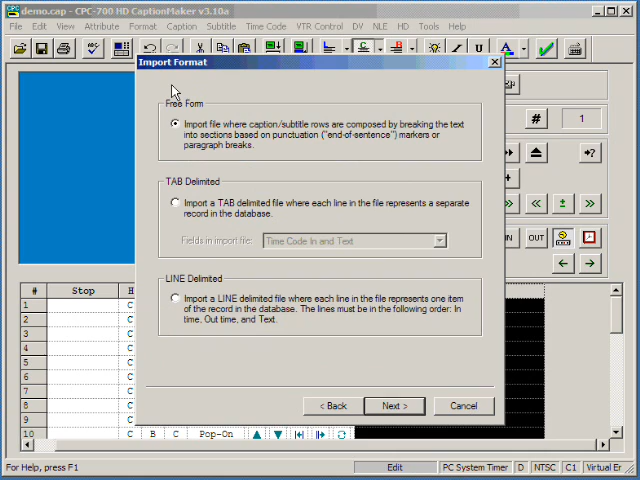 demo.cap - CPC-700 HD CaptionMaker v3.10a
File Edit View Attribute Format Caption Subtitle Time Code VTR Control DV NLE HD Tools Help
Import Format
Free Form
Import file where caption/subtitle rows are composed by breaking the text
into sections based on punctuation ("end-of-sentence") markers or
paragraph breaks.
TAB Delimited
Import a TAB delimited file where each line in the file represents a separate
record in the database.
Fields in import file: Time Code In and Text
LINE Delimited
Import a LINE delimited file where each line in the file represents one item
of the record in the database. The lines must be in the following order: In
time, Out time, and Text.
< Back Next > Cancel
# 1
OUT
# Stop
1 C
2 C
3 C
4 C
5 C
6 C
7 C
8 C
9 C
10 C B C Pop-On
For Help, press F1 Edit PC System Timer D NTSC C1 Virtual Er